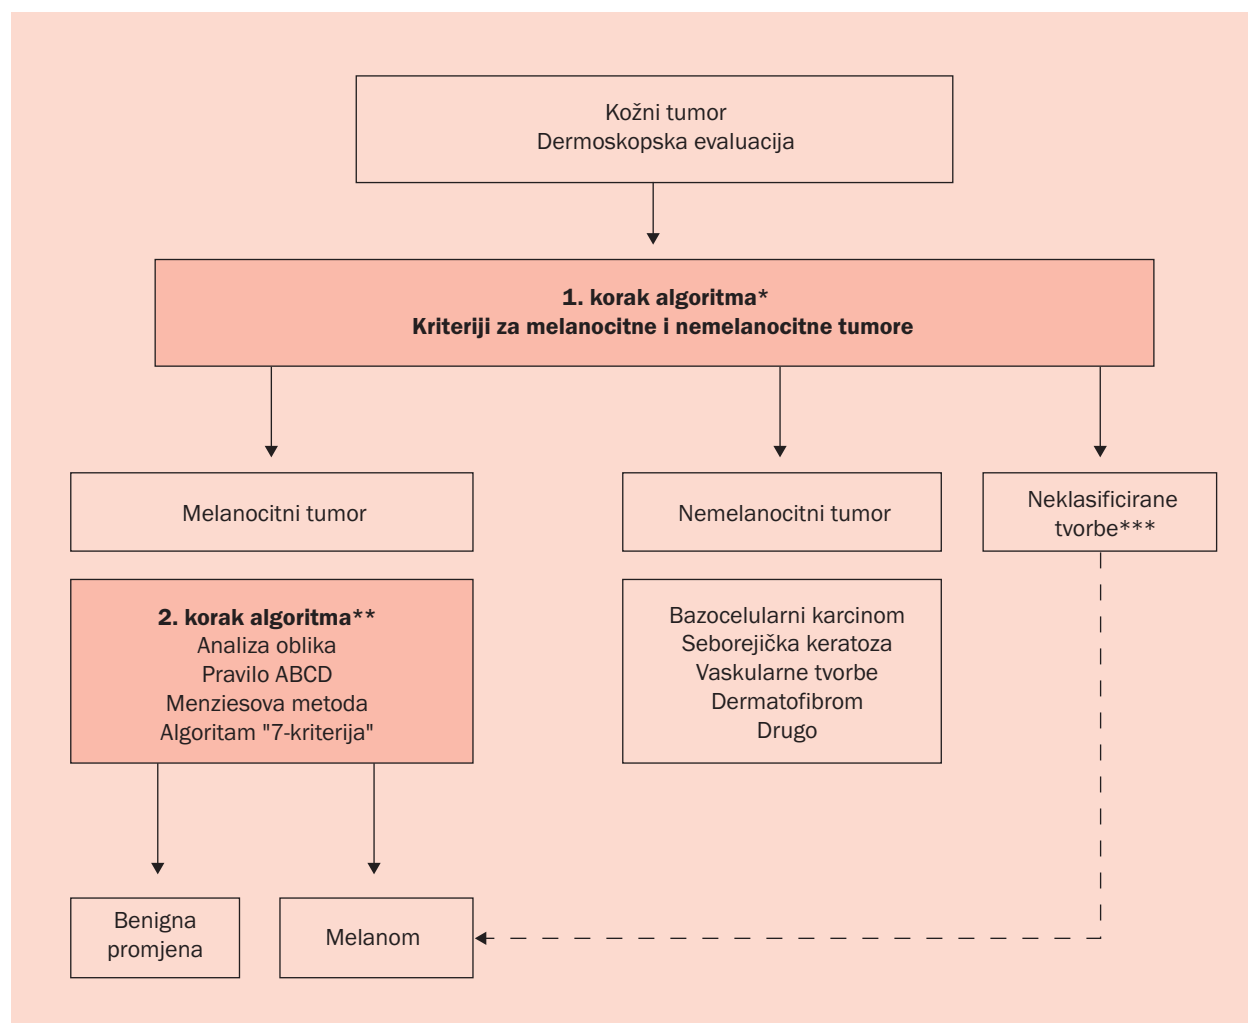 Kožni tumor
Dermoskopska evaluacija
1. korak algoritma*
Kriteriji za melanocitne i nemelanocitne tumore
Melanocitni tumor
Nemelanocitni tumor
Neklasificirane
tvorbe***
2. korak algoritma**
Analiza oblika
Pravilo ABCD
Menziesova metoda
Algoritam "7-kriterija"
Bazocelularni karcinom
Seborejička keratoza
Vaskularne tvorbe
Dermatofibrom
Drugo
Benigna
promjena
Melanom